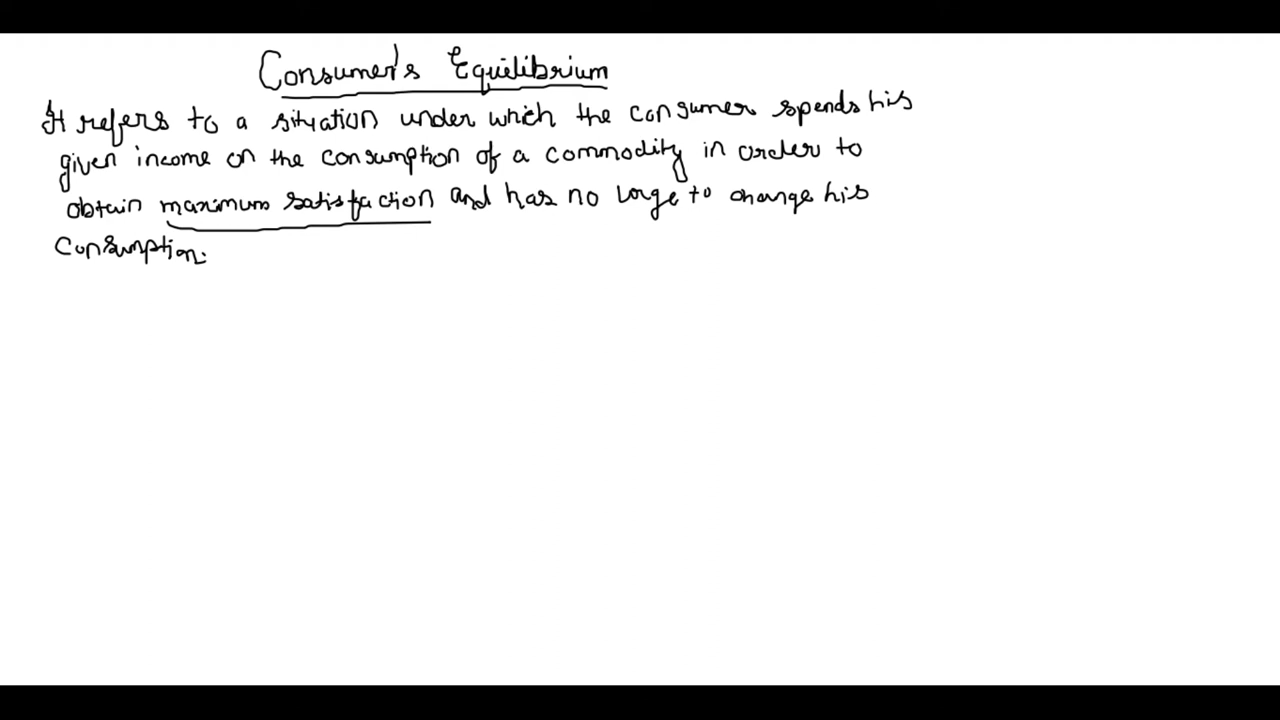 Consumer's Equilibrium
It refers to a situation under which the consumer spends his
given income on the consumption of a commodity in order to
obtain maximum satisfaction and has no to change his
Consumption.